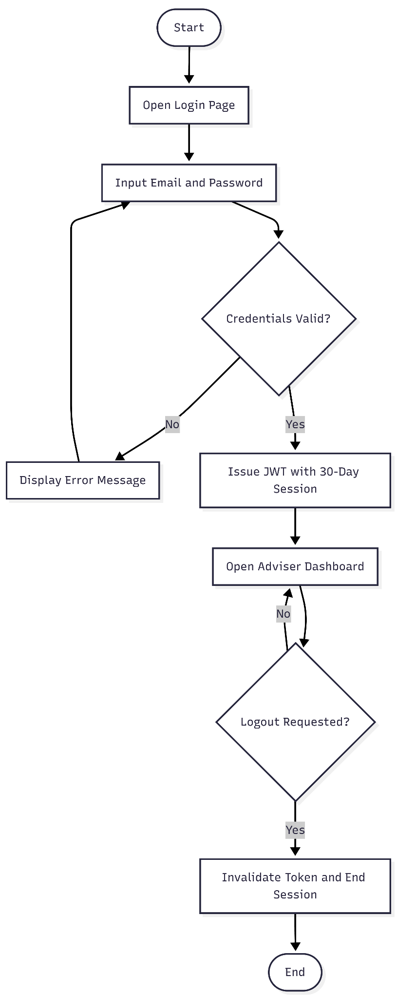 Start
Open Login Page
Input Email and Password
Credentials Valid?
No
Yes
Display Error Message
Issue JWT with 30-Day
Session
Open Adviser Dashboard
No
Logout Requested?
Yes
Invalidate Token and End
Session
End